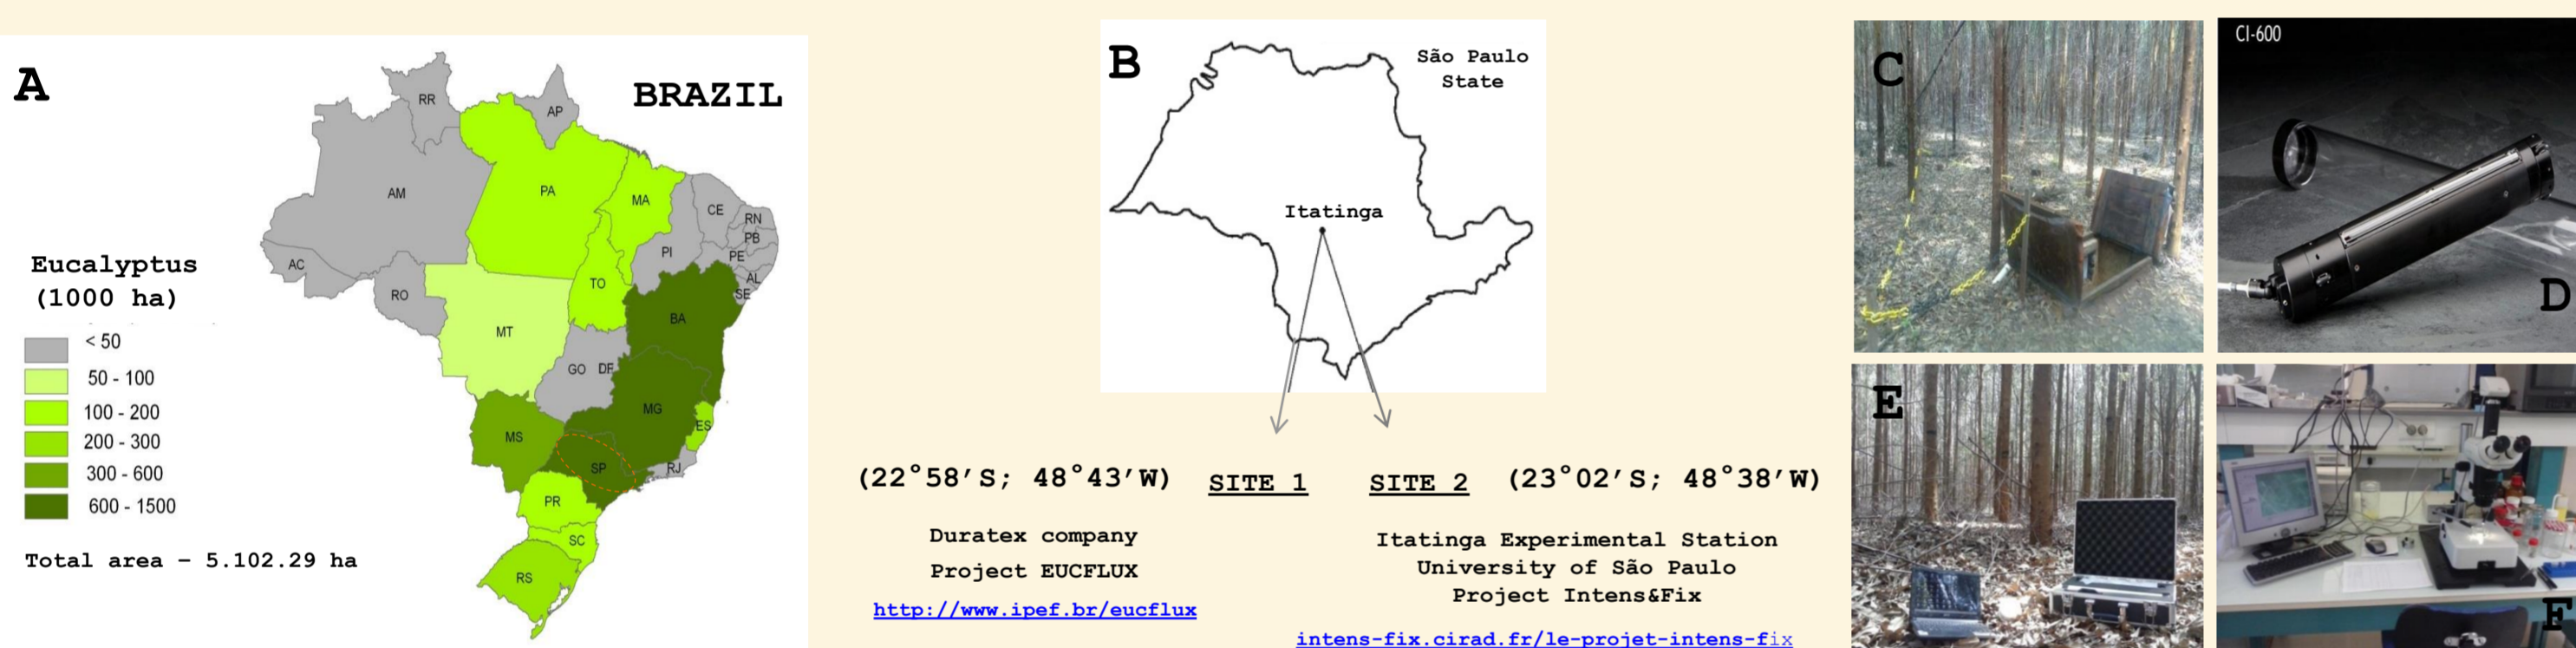 A
BRAZIL
RR
AP
AM
PA
MA
CE
RN
PB
PI
PE
AL
SE
AC
RO
TO
BA
MT
GO
DF
MG
ES
MS
SP
RJ
PR
SC
RS
Eucalyptus
(1000 ha)
< 50
50 - 100
100 - 200
200 - 300
300 - 600
600 - 1500
Total area – 5.102.29 ha
B
São Paulo
State
Itatinga
(22°58′S; 48°43′W)
SITE 1
Duratex company
Project EUCFLUX
http://www.ipef.br/eucflux
SITE 2
(23°02′S; 48°38′W)
Itatinga Experimental Station
University of São Paulo
Project Intens&Fix
intens-fix.cirad.fr/le-projet-intens-fix
C
CI-600
D
E
F